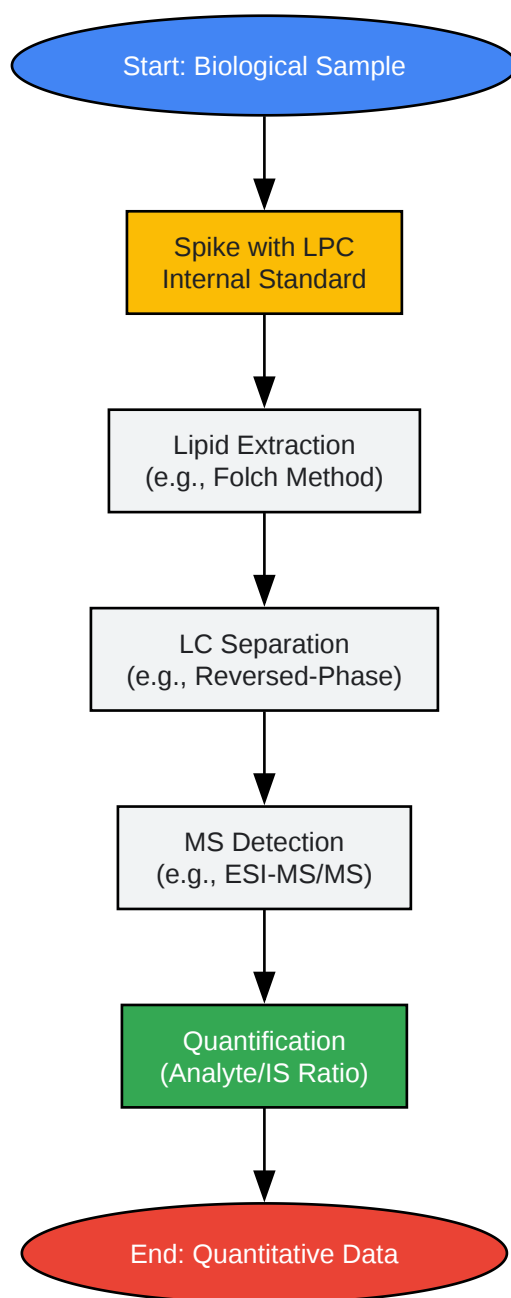 Start: Biological Sample
Spike with LPC
Internal Standard
Lipid Extraction
(e.g., Folch Method)
LC Separation
(e.g., Reversed-Phase)
MS Detection
(e.g., ESI-MS/MS)
Quantification
(Analyte/IS Ratio)
End: Quantitative Data